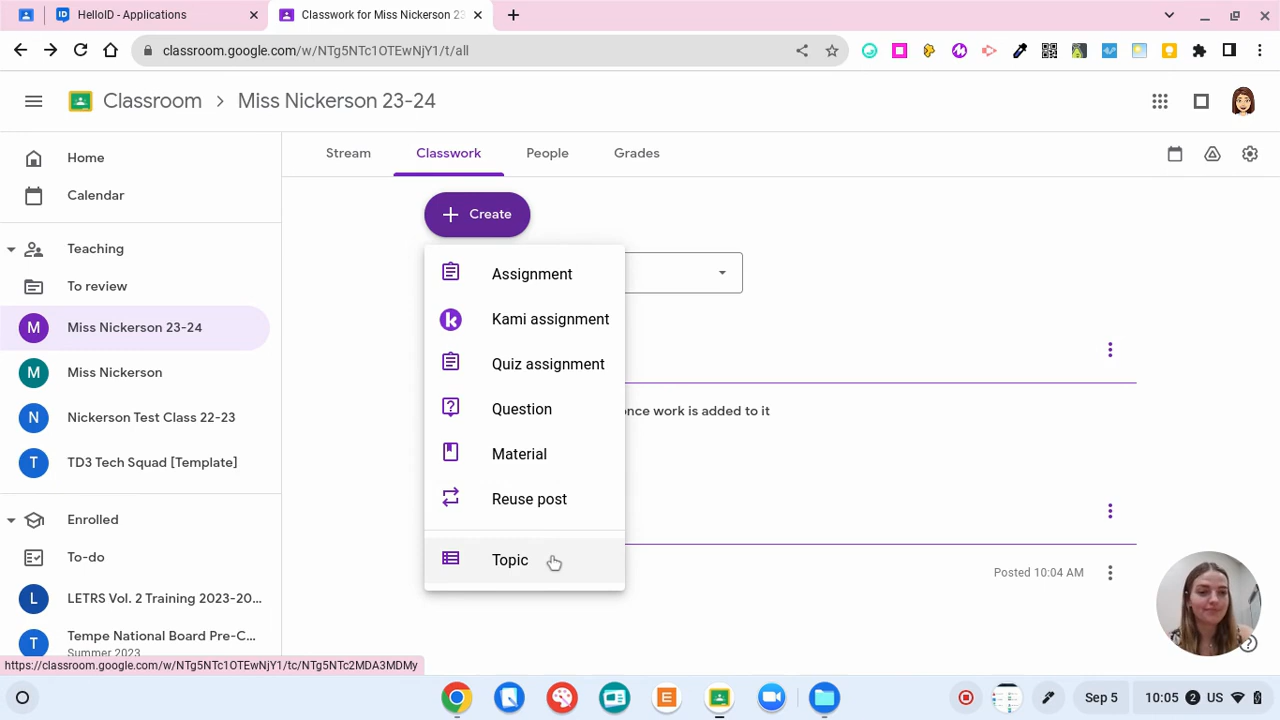 HelloID - Applications
Classwork for Miss Nickerson 23
classroom.google.com/w/NTg5NTc1OTEwNjY1/t/all
Classroom > Miss Nickerson 23-24
Home
Calendar
Teaching
To review
M Miss Nickerson 23-24
M Miss Nickerson
N Nickerson Test Class 22-23
T TD3 Tech Squad [Template]
Enrolled
To-do
L LETRS Vol. 2 Training 2023-20...
T Tempe National Board Pre-C...
Summer 2023
Stream Classwork People Grades
+ Create
Assignment
Kami assignment
Quiz assignment
Question
Material
Reuse post
Topic
once work is added to it
Posted 10:04 AM
https://classroom.google.com/w/NTg5NTc1OTEwNjY1/tc/NTg5NTc2MDA3MDMy
Sep 5 10:05 2 US